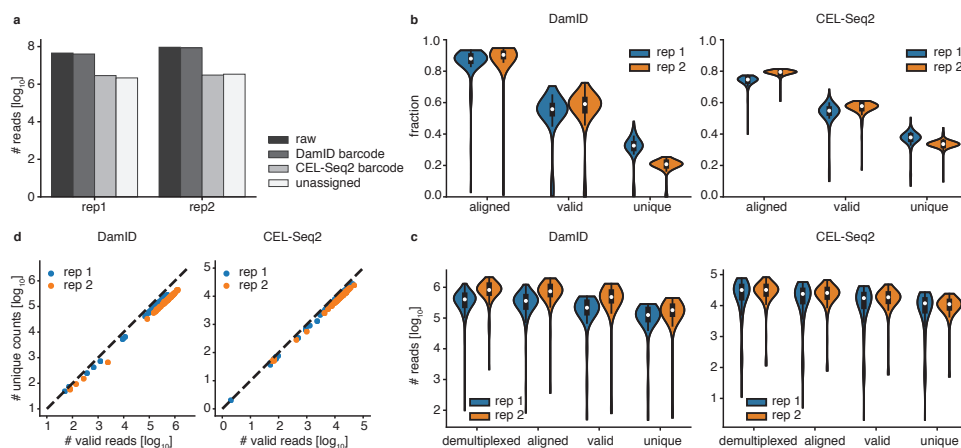 a
# reads [log10]
8
6
4
2
0
rep1
rep2
raw
DamID barcode
CEL-Seq2 barcode
unassigned
b
DamID
fraction
1.0
0.8
0.6
0.4
0.2
0.0
rep 1
rep 2
aligned
valid
unique
CEL-Seq2
1.0
0.8
0.6
0.4
0.2
0.0
rep 1
rep 2
aligned
valid
unique
d
DamID
# unique counts [log10]
6
5
4
3
2
1
rep 1
rep 2
1 2 3 4 5 6
# valid reads [log10]
CEL-Seq2
5
4
3
2
1
0
rep 1
rep 2
0 1 2 3 4 5
# valid reads [log10]
c
DamID
# reads [log10]
6
5
4
3
2
rep 1
rep 2
demultiplexed
aligned
valid
unique
CEL-Seq2
5
4
3
2
1
rep 1
rep 2
demultiplexed
aligned
valid
unique